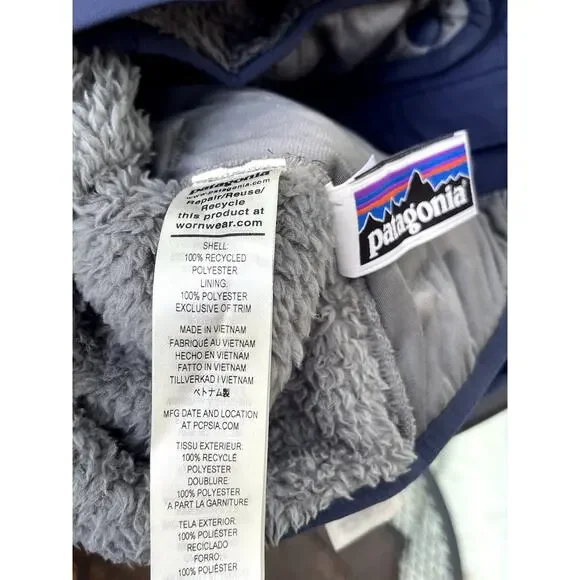 patagonia
www.patagonia.com
Repair/Reuse/
Recycle
this product at
wornwear.com
SHELL:
100% RECYCLED
POLYESTER
LINING:
100% POLYESTER
EXCLUSIVE OF TRIM
MADE IN VIETNAM
FABRIQUÉ AU VIETNAM
HECHO EN VIETNAM
FATTO IN VIETNAM
TILLVERKAD I VIETNAM
ベトナム製
MFG DATE AND LOCATION
AT PCPSIA.COM
TISSU EXTERIEUR:
100% RECYCLÉ
POLYESTER
DOUBLURE:
100% POLYESTER
A PART LA GARNITURE
TELA EXTERIOR:
100% POLIÉSTER
RECICLADO
FORRO:
100% POLIÉSTER
patagonia